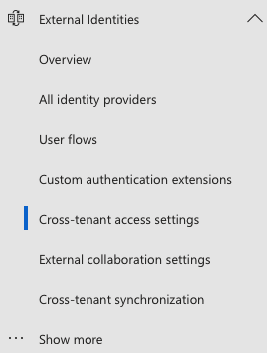 External Identities
Overview
All identity providers
User flows
Custom authentication extensions
Cross-tenant access settings
External collaboration settings
Cross-tenant synchronization
Show more